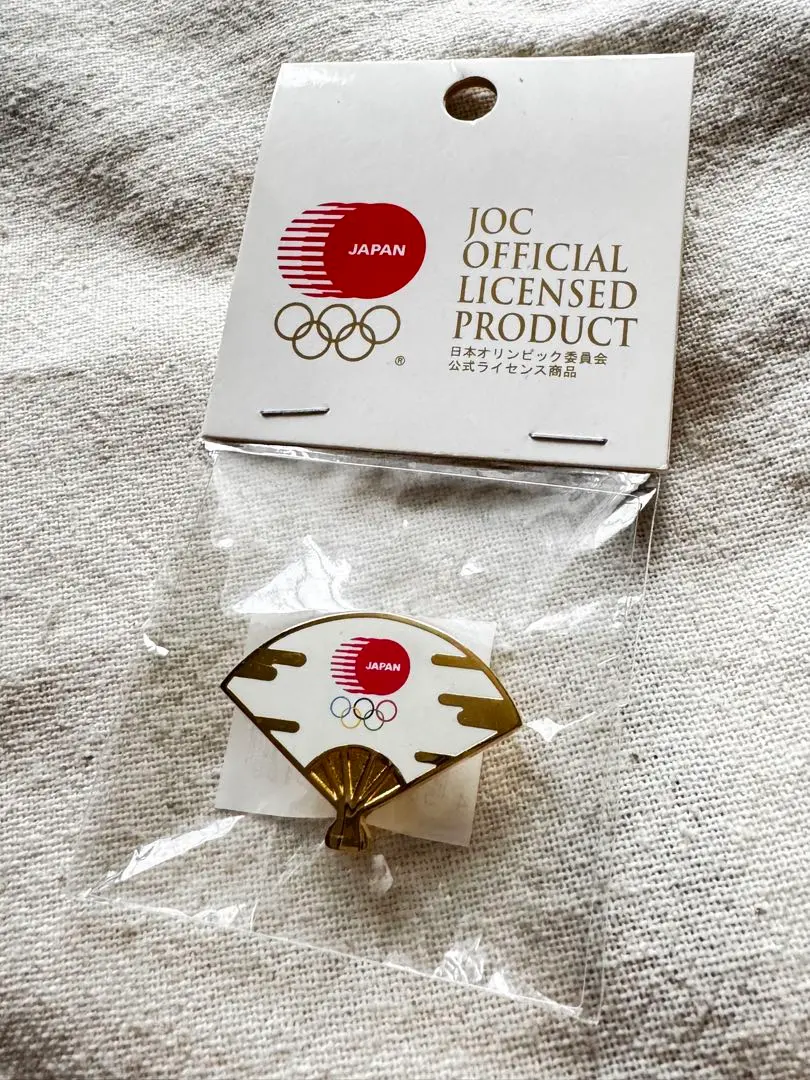 JAPAN
JOC
OFFICIAL
LICENSED
PRODUCT
日本オリンピック委員会
公式ライセンス商品
®
JAPAN